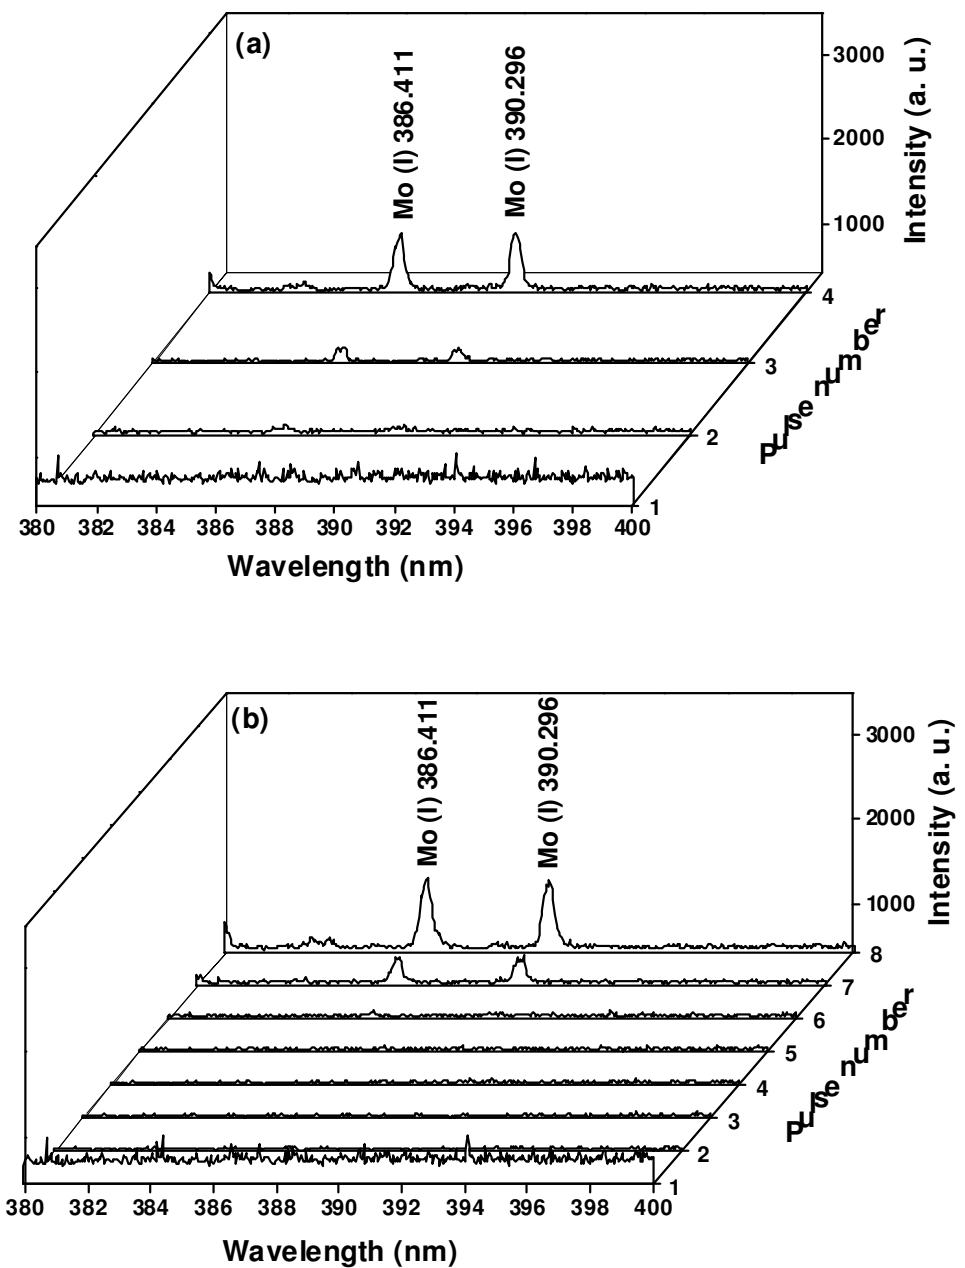 (a)
Mo (I) 386.411
Mo (I) 390.296
3000
2000
1000
Intensity (a. u.)
4
3
2
1
Pulse number
380 382 384 386 388 390 392 394 396 398 400
Wavelength (nm)
(b)
Mo (I) 386.411
Mo (I) 390.296
3000
2000
1000
Intensity (a. u.)
8
7
6
5
4
3
2
1
Pulse number
380 382 384 386 388 390 392 394 396 398 400
Wavelength (nm)